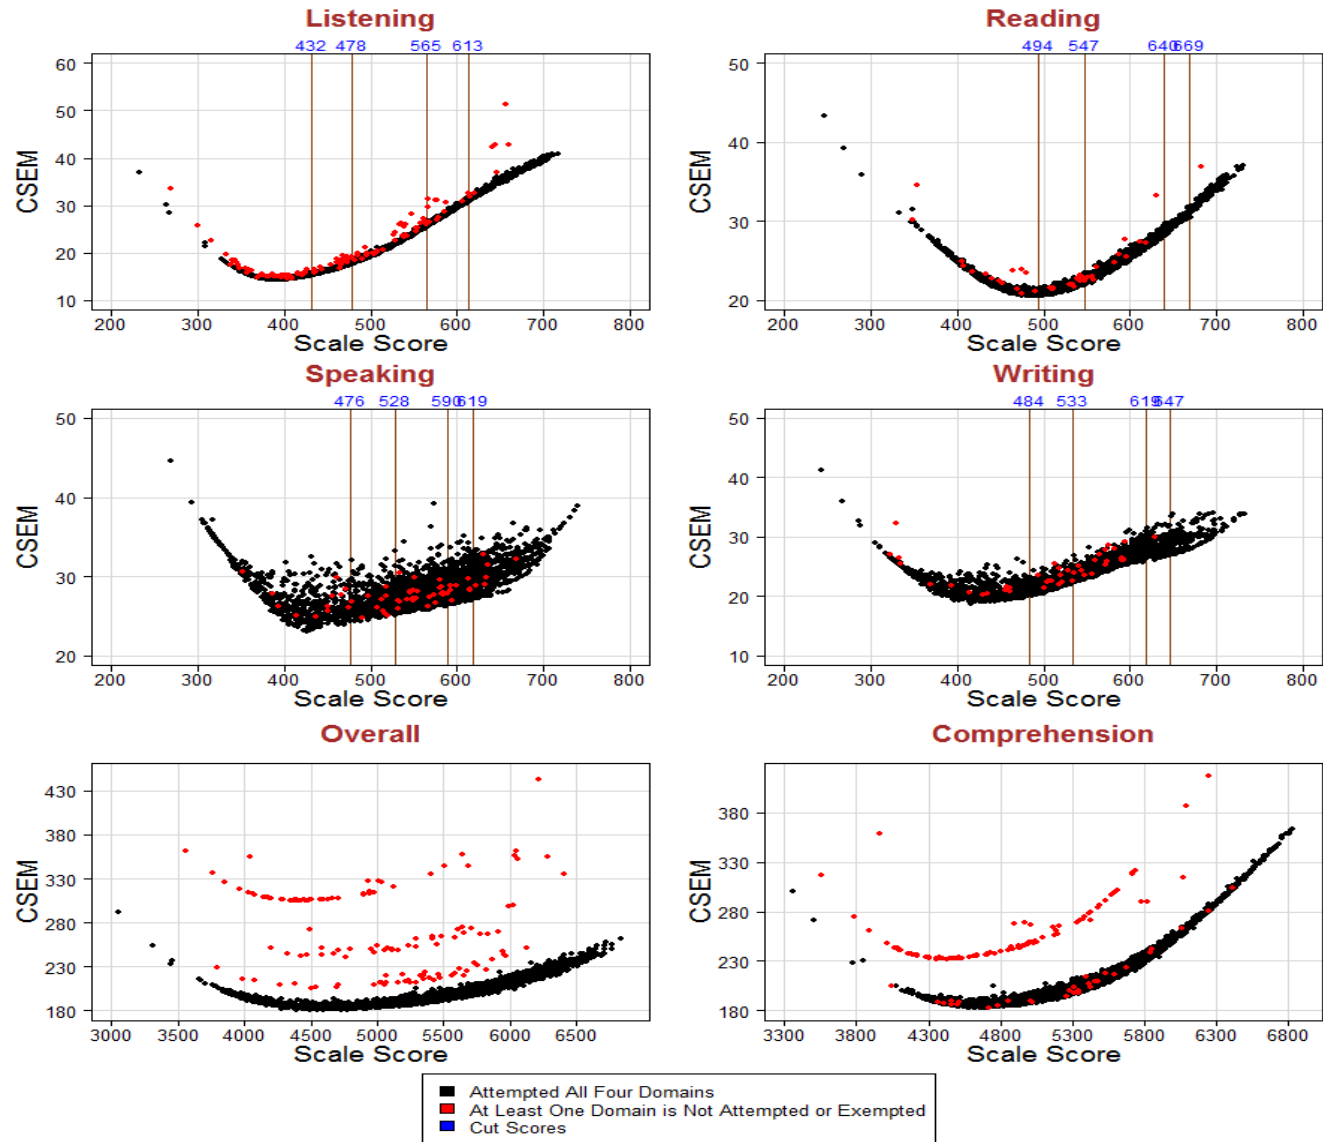 Listening
432 478 565 613
60
50
40
30
20
10
CSEM
200 300 400 500 600 700 800
Scale Score
Reading
494 547 640 669
50
40
30
20
CSEM
200 300 400 500 600 700 800
Scale Score
Speaking
476 528 590 619
50
40
30
20
CSEM
200 300 400 500 600 700 800
Scale Score
Writing
484 533 619 647
50
40
30
20
10
CSEM
200 300 400 500 600 700 800
Scale Score
Overall
430
380
330
280
230
180
CSEM
3000 3500 4000 4500 5000 5500 6000 6500
Scale Score
Comprehension
380
330
280
230
180
CSEM
3300 3800 4300 4800 5300 5800 6300 6800
Scale Score
Attempted All Four Domains
At Least One Domain is Not Attempted or Exempted
Cut Scores